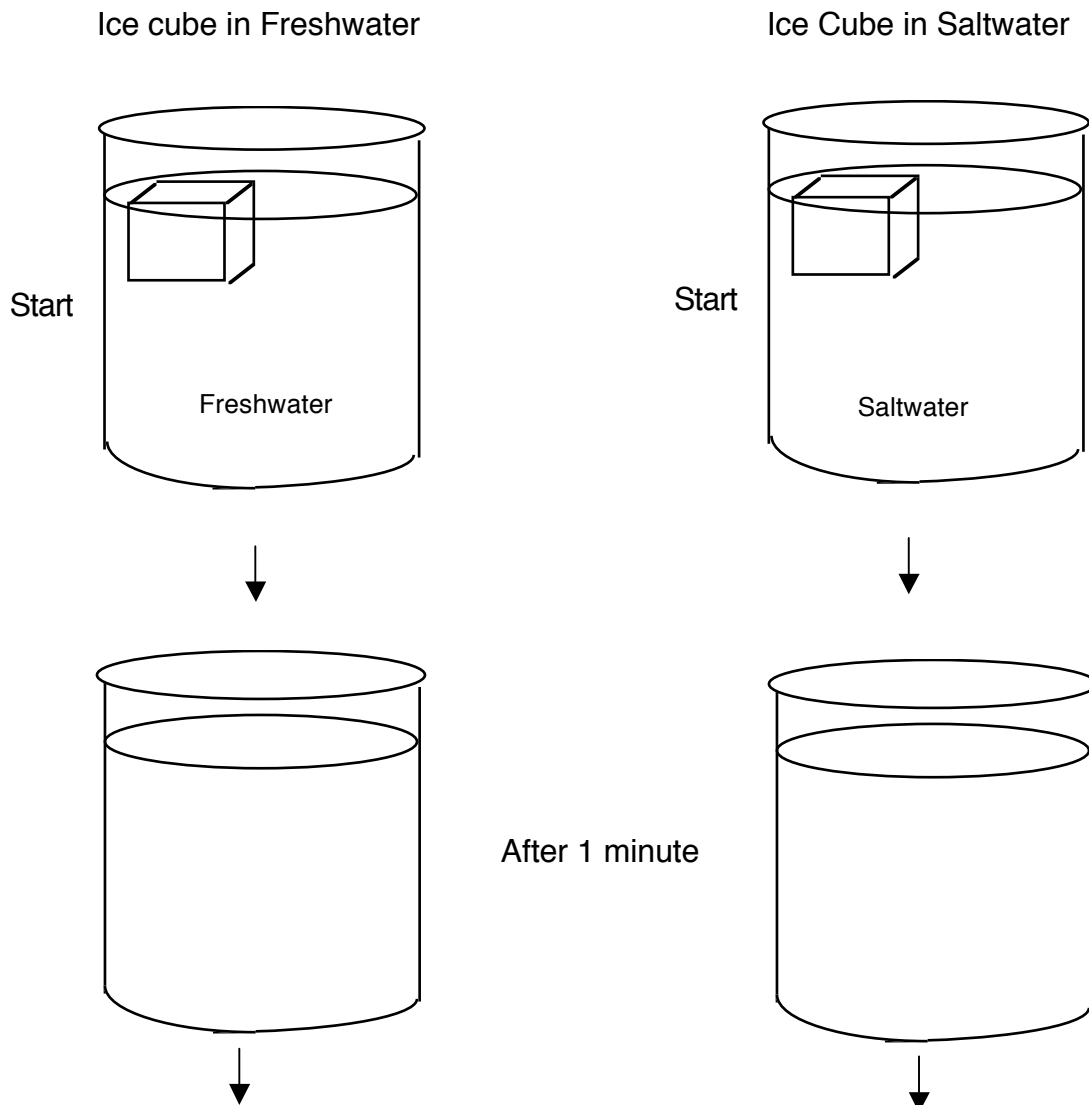 Ice cube in Freshwater
Ice Cube in Saltwater
Start
Start
Freshwater
Saltwater
After 1 minute